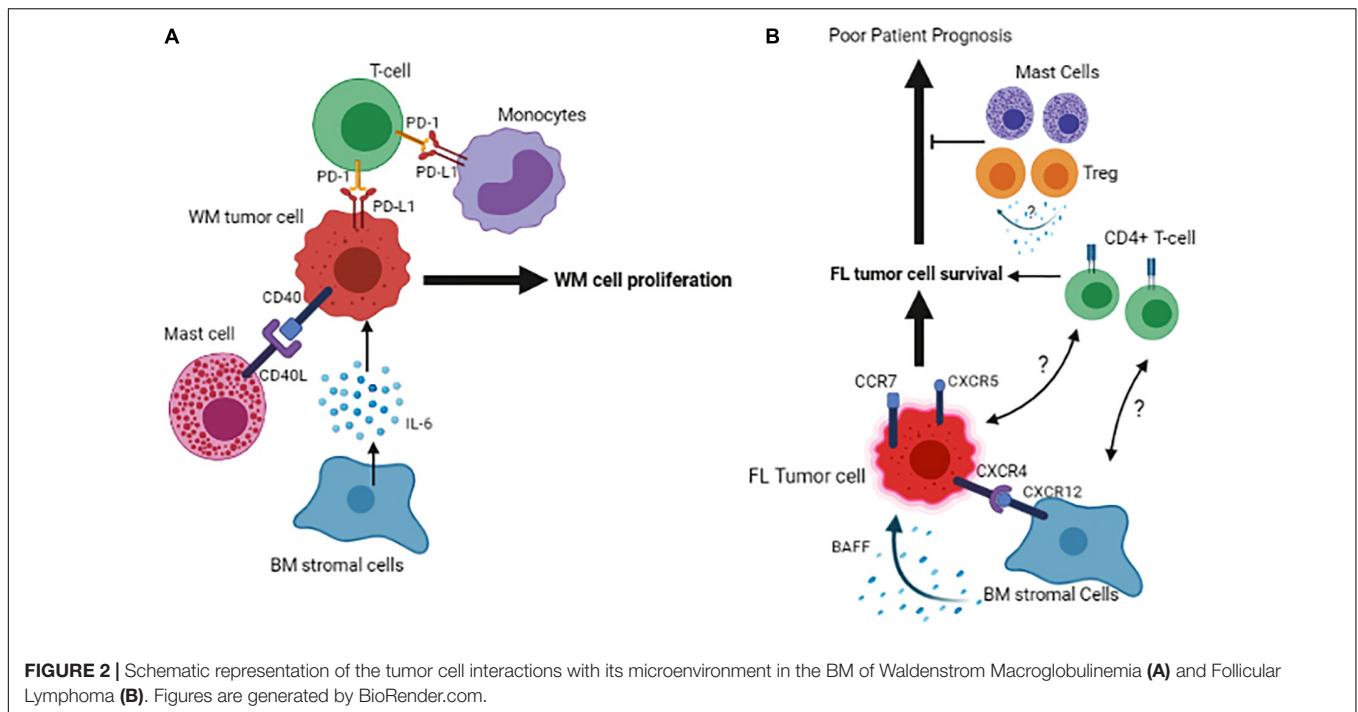 A
T-cell
PD-1
Monocytes
PD-L1
PD-1
PD-L1
WM tumor cell
WM cell proliferation
CD40
Mast cell
CD40L
IL-6
BM stromal cells
B
Poor Patient Prognosis
Mast Cells
Treg
?
CD4+ T-cell
FL tumor cell survival
?
?
CCR7
CXCR5
FL Tumor cell
CXCR4
CXCR12
BAFF
BM stromal Cells
FIGURE 2 | Schematic representation of the tumor cell interactions with its microenvironment in the BM of Waldenstrom Macroglobulinemia (A) and Follicular
Lymphoma (B). Figures are generated by BioRender.com.